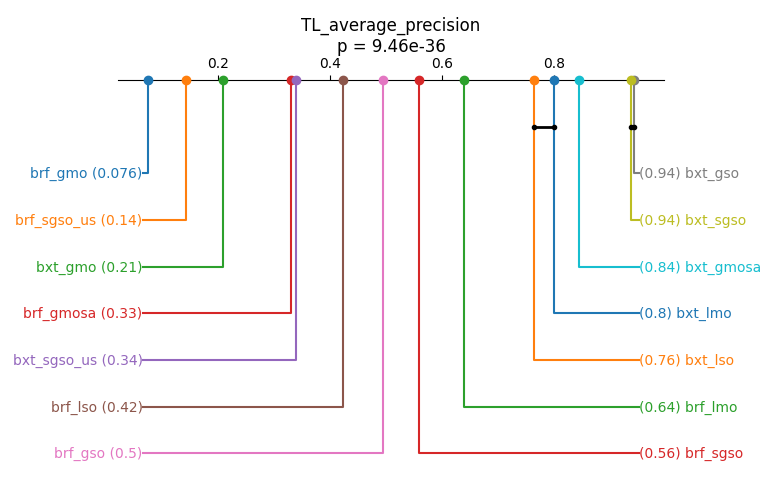 TL_average_precision
p = 9.46e-36
0.2 0.4 0.6 0.8
brf_gmo (0.076) (0.94) bxt_gso
brf_sgso_us (0.14) (0.94) bxt_sgso
bxt_gmo (0.21) (0.84) bxt_gmosa
brf_gmosa (0.33) (0.8) bxt_lmo
bxt_sgso_us (0.34) (0.76) bxt_lso
brf_lso (0.42) (0.64) brf_lmo
brf_gso (0.5) (0.56) brf_sgso